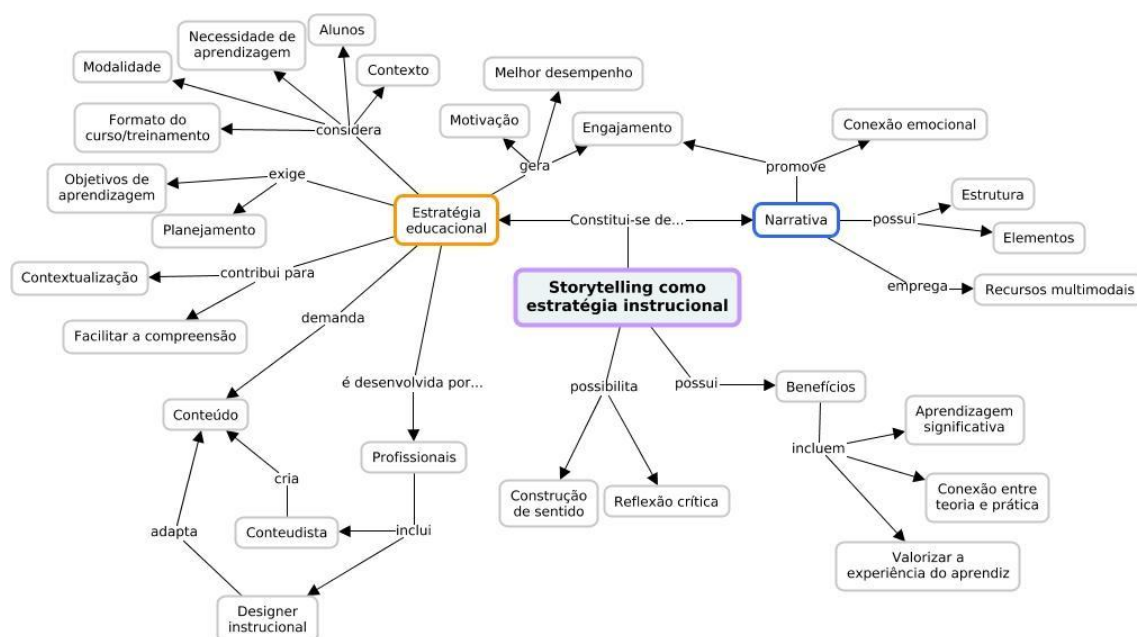 Necessidade de
aprendizagem
Alunos
Modalidade
Contexto
Melhor desempenho
Formato do
curso/treinamento
considera
Motivação
Engajamento
Conexão emocional
gera
promove
Objetivos de
aprendizagem
exige
Planejamento
Estratégia
educacional
Constitui-se de...
Narrativa
possui
Estrutura
Elementos
Contextualização
contribui para
emprega
Recursos multimodais
Facilitar a compreensão
demanda
Storytelling como
estratégia instrucional
é desenvolvida por...
possibilita
possui
Benefícios
Conteúdo
Profissionais
incluem
Aprendizagem
significativa
cria
Construção
de sentido
Reflexão crítica
Conexão entre
teoria e prática
adapta
Conteudista
inclui
Valorizar a
experiência do aprendiz
Designer
instrucional